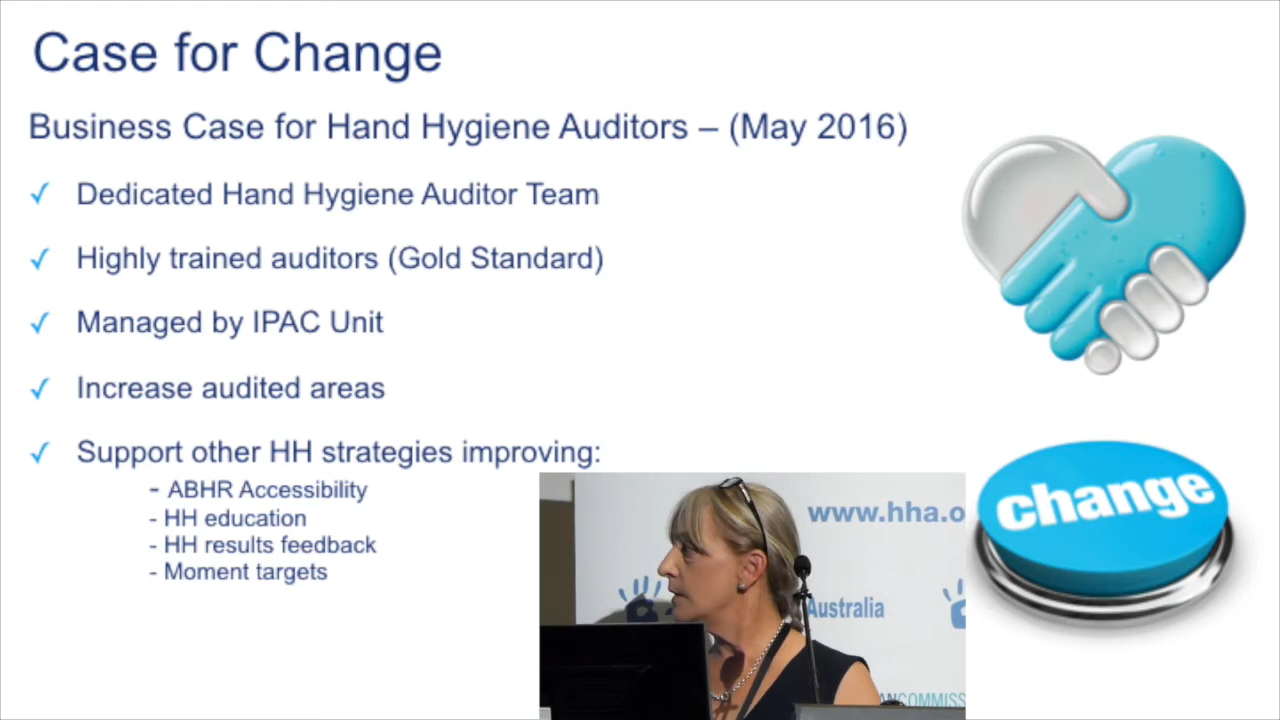 Case for Change
Business Case for Hand Hygiene Auditors – (May 2016)
✓ Dedicated Hand Hygiene Auditor Team
✓ Highly trained auditors (Gold Standard)
✓ Managed by IPAC Unit
✓ Increase audited areas
✓ Support other HH strategies improving:
- ABHR Accessibility
- HH education
- HH results feedback
- Moment targets
change
www.hha.o
Australia